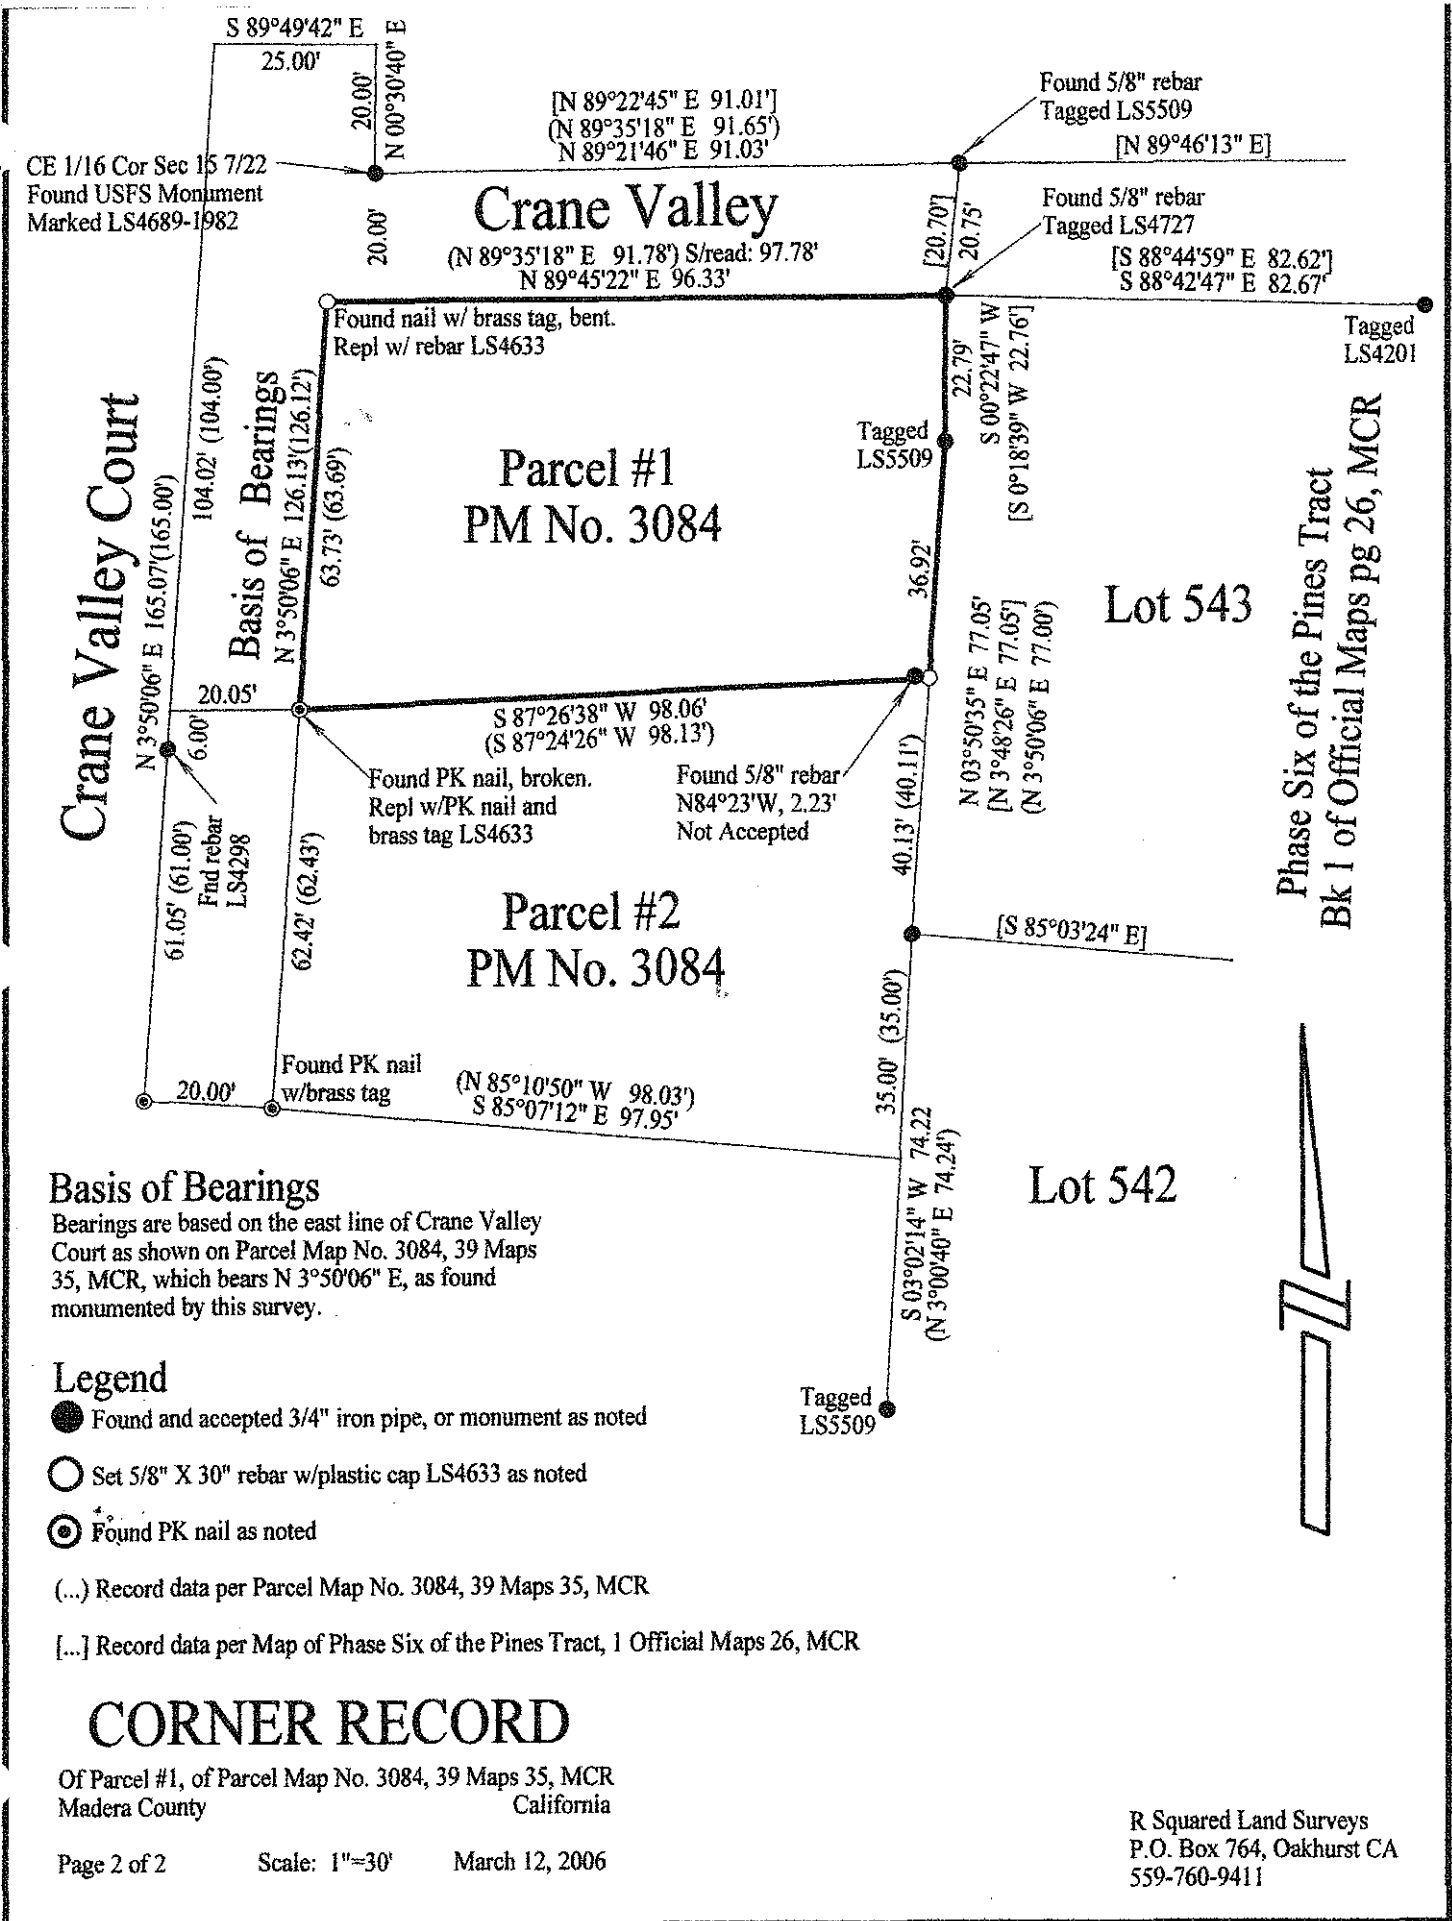 S 89°49'42" E
25.00'
20.00'
N 00°30'40" E
[N 89°22'45" E 91.01']
(N 89°35'18" E 91.65')
N 89°21'46" E 91.03'
Found 5/8" rebar
Tagged LS5509
[N 89°46'13" E]
CE 1/16 Cor Sec 15 7/22
Found USFS Monument
Marked LS4689-1982
20.00'
Crane Valley
(N 89°35'18" E 91.78') S/read: 97.78'
N 89°45'22" E 96.33'
[20.70']
20.75'
Found 5/8" rebar
Tagged LS4727
[S 88°44'59" E 82.62']
S 88°42'47" E 82.67'
Tagged
LS4201
Found nail w/ brass tag, bent.
Repl w/ rebar LS4633
22.79'
S 00°22'47" W
[S 0°18'39" W 22.76']
Tagged
LS5509
Crane Valley Court
N 3°50'06" E 165.07'(165.00')
104.02' (104.00')
Basis of Bearings
N 3°50'06" E 126.13'(126.12')
63.73' (63.69')
Parcel #1
PM No. 3084
36.92'
N 03°50'35" E 77.05'
[N 3°48'26" E 77.05']
(N 3°50'06" E 77.00')
Lot 543
Phase Six of the Pines Tract
Bk 1 of Official Maps pg 26, MCR
20.05'
6.00'
S 87°26'38" W 98.06'
(S 87°24'26" W 98.13')
Found PK nail, broken.
Repl w/PK nail and
brass tag LS4633
Found 5/8" rebar
N84°23'W, 2.23'
Not Accepted
40.13' (40.11')
61.05' (61.00')
Fnd rebar
LS4298
62.42' (62.43')
Parcel #2
PM No. 3084
[S 85°03'24" E]
35.00' (35.00')
20.00'
Found PK nail
w/brass tag
(N 85°10'50" W 98.03')
S 85°07'12" E 97.95'
S 03°02'14" W 74.22
(N 3°00'40" E 74.24')
Lot 542
Tagged
LS5509
Basis of Bearings
Bearings are based on the east line of Crane Valley
Court as shown on Parcel Map No. 3084, 39 Maps
35, MCR, which bears N 3°50'06" E, as found
monumented by this survey.
Legend
Found and accepted 3/4" iron pipe, or monument as noted
Set 5/8" X 30" rebar w/plastic cap LS4633 as noted
Found PK nail as noted
(...) Record data per Parcel Map No. 3084, 39 Maps 35, MCR
[...] Record data per Map of Phase Six of the Pines Tract, 1 Official Maps 26, MCR
CORNER RECORD
Of Parcel #1, of Parcel Map No. 3084, 39 Maps 35, MCR
Madera County California
Page 2 of 2 Scale: 1"=30' March 12, 2006
R Squared Land Surveys
P.O. Box 764, Oakhurst CA
559-760-9411